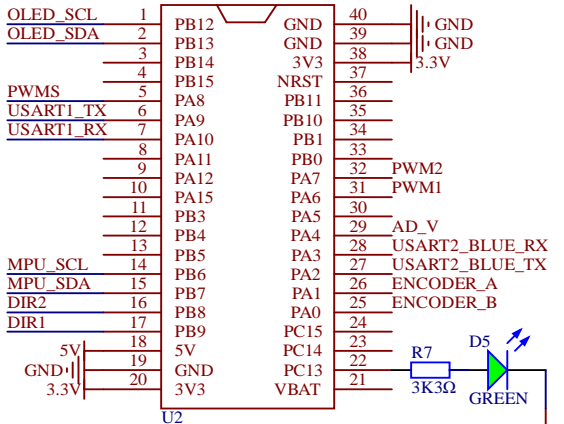 OLED_SCL 1 PB12 GND 40 GND
OLED_SDA 2 PB13 GND 39 GND
3 PB14 3V3 38 3.3V
4 PB15 NRST 37
PWMS 5 PA8 PB11 36
USART1_TX 6 PA9 PB10 35
USART1_RX 7 PA10 PB1 34
8 PA11 PB0 33
9 PA12 PA7 32 PWM2
10 PA15 PA6 31 PWM1
11 PB3 PA5 30
12 PB4 PA4 29 AD_V
13 PB5 PA3 28 USART2_BLUE_RX
MPU_SCL 14 PB6 PA2 27 USART2_BLUE_TX
MPU_SDA 15 PB7 PA1 26 ENCODER_A
DIR2 16 PB8 PA0 25 ENCODER_B
DIR1 17 PB9 PC15 24
5V 18 5V PC14 23 R7 D5
GND 19 GND PC13 22
3.3V 20 3V3 VBAT 21 3K3Ω GREEN
U2